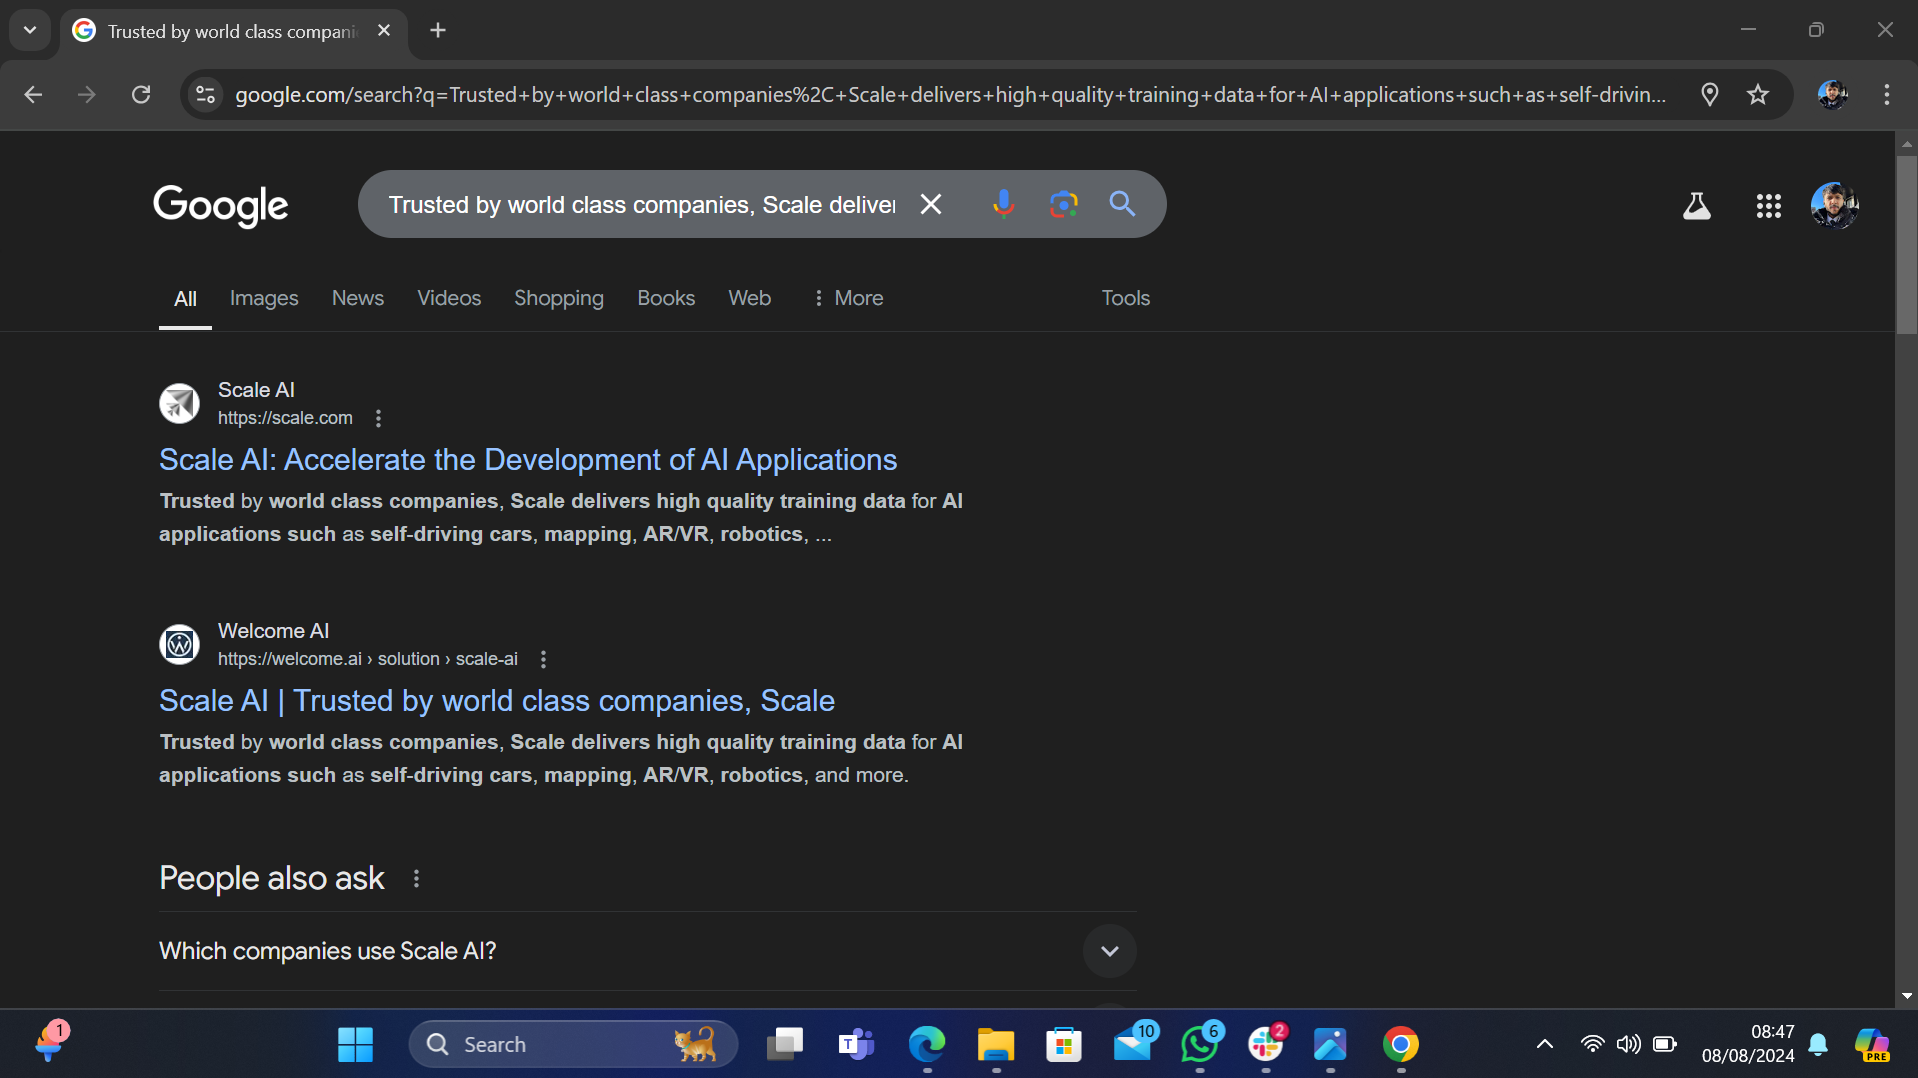 Trusted by world class compani
google.com/search?q=Trusted+by+world+class+companies%2C+Scale+delivers+high+quality+training+data+for+AI+applications+such+as+self-drivin...
Google
Trusted by world class companies, Scale deliver
All Images News Videos Shopping Books Web More Tools
Scale AI
https://scale.com
Scale AI: Accelerate the Development of AI Applications
Trusted by world class companies, Scale delivers high quality training data for AI
applications such as self-driving cars, mapping, AR/VR, robotics, ...
Welcome AI
https://welcome.ai › solution › scale-ai
Scale AI | Trusted by world class companies, Scale
Trusted by world class companies, Scale delivers high quality training data for AI
applications such as self-driving cars, mapping, AR/VR, robotics, and more.
People also ask
Which companies use Scale AI?
1
Search
T
10
6
2
08:47
08/08/2024
PRE